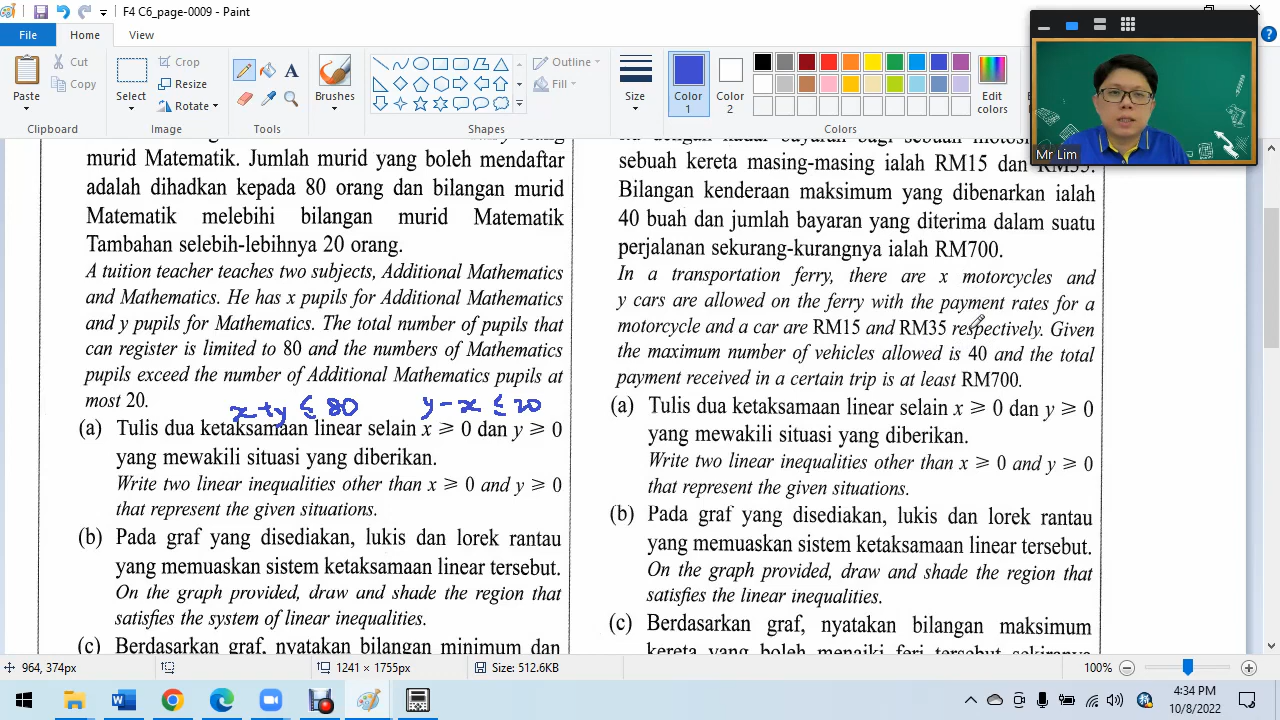 F4 C6_page-0009 - Paint
File
Home
View
Paste
Cut
Copy
Clipboard
Select
Crop
Resize
Rotate
Image
A
Tools
Brushes
Outline
Fill
Shapes
Size
Color 1
Color 2
Edit colors
Colors
Mr Lim
murid Matematik. Jumlah murid yang boleh mendaftar
adalah dihadkan kepada 80 orang dan bilangan murid
Matematik melebihi bilangan murid Matematik
Tambahan selebih-lebihnya 20 orang.
A tuition teacher teaches two subjects, Additional Mathematics
and Mathematics. He has x pupils for Additional Mathematics
and y pupils for Mathematics. The total number of pupils that
can register is limited to 80 and the numbers of Mathematics
pupils exceed the number of Additional Mathematics pupils at
most 20.
x + y ≤ 80 y - x ≤ 20
(a) Tulis dua ketaksamaan linear selain x ⩾ 0 dan y ⩾ 0
yang mewakili situasi yang diberikan.
Write two linear inequalities other than x ⩾ 0 and y ⩾ 0
that represent the given situations.
(b) Pada graf yang disediakan, lukis dan lorek rantau
yang memuaskan sistem ketaksamaan linear tersebut.
On the graph provided, draw and shade the region that
satisfies the system of linear inequalities.
(c) Berdasarkan graf, nyatakan bilangan minimum dan
sebuah kereta masing-masing ialah RM15 dan RM35.
Bilangan kenderaan maksimum yang dibenarkan ialah
40 buah dan jumlah bayaran yang diterima dalam suatu
perjalanan sekurang-kurangnya ialah RM700.
In a transportation ferry, there are x motorcycles and
y cars are allowed on the ferry with the payment rates for a
motorcycle and a car are RM15 and RM35 respectively. Given
the maximum number of vehicles allowed is 40 and the total
payment received in a certain trip is at least RM700.
(a) Tulis dua ketaksamaan linear selain x ⩾ 0 dan y ⩾ 0
yang mewakili situasi yang diberikan.
Write two linear inequalities other than x ⩾ 0 and y ⩾ 0
that represent the given situations.
(b) Pada graf yang disediakan, lukis dan lorek rantau
yang memuaskan sistem ketaksamaan linear tersebut.
On the graph provided, draw and shade the region that
satisfies the linear inequalities.
(c) Berdasarkan graf, nyatakan bilangan maksimum
kereta yang boleh menaiki feri tersebut sekiranya
964, 374px
1241 × 1755px
Size: 512.6KB
100%
4:34 PM
10/8/2022